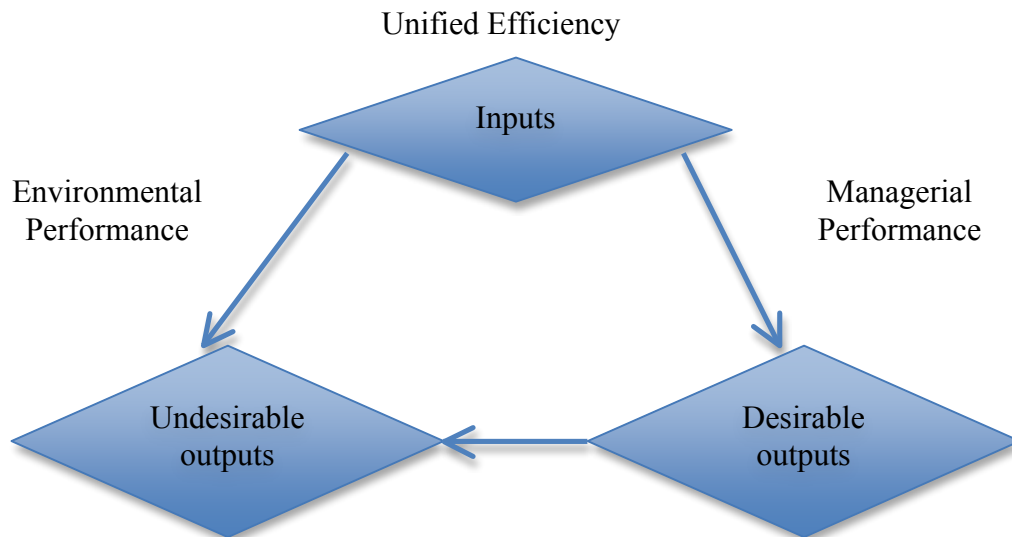 Unified Efficiency
Inputs
Environmental
Performance
Managerial
Performance
Undesirable
outputs
Desirable
outputs